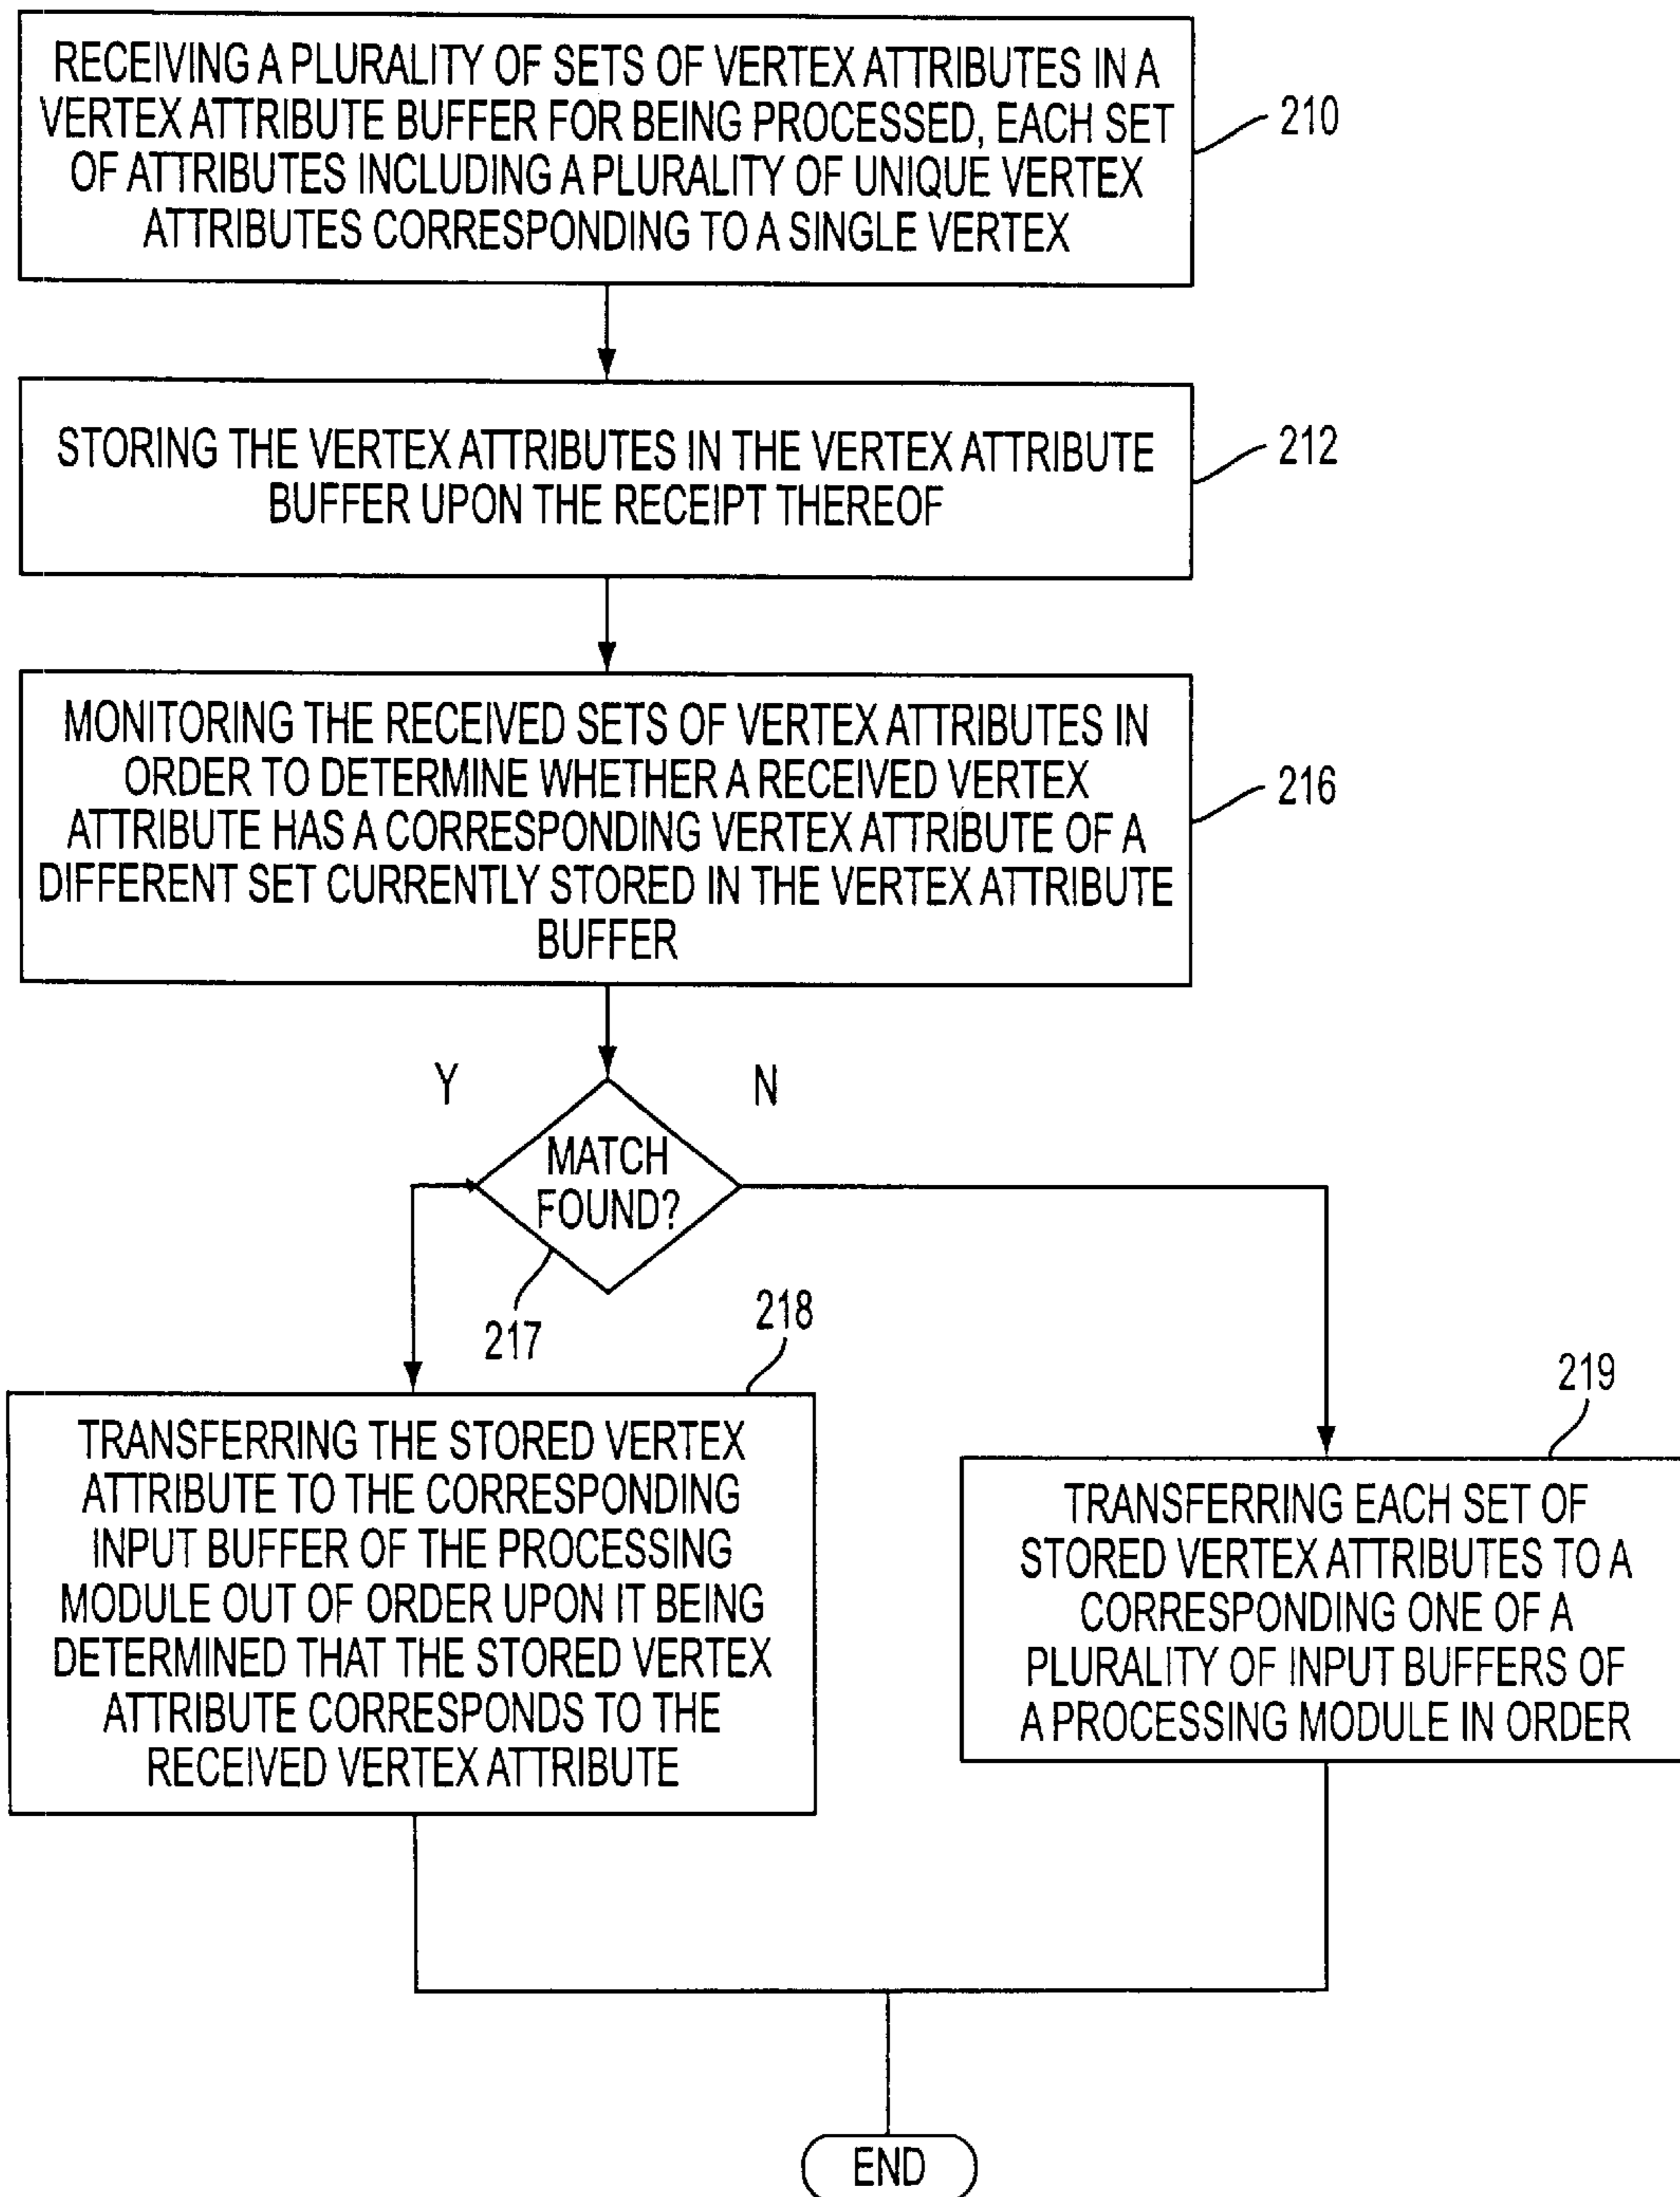 RECEIVING A PLURALITY OF SETS OF VERTEX ATTRIBUTES IN A
VERTEX ATTRIBUTE BUFFER FOR BEING PROCESSED, EACH SET
OF ATTRIBUTES INCLUDING A PLURALITY OF UNIQUE VERTEX
ATTRIBUTES CORRESPONDING TO A SINGLE VERTEX
210
STORING THE VERTEX ATTRIBUTES IN THE VERTEX ATTRIBUTE
BUFFER UPON THE RECEIPT THEREOF
212
MONITORING THE RECEIVED SETS OF VERTEX ATTRIBUTES IN
ORDER TO DETERMINE WHETHER A RECEIVED VERTEX
ATTRIBUTE HAS A CORRESPONDING VERTEX ATTRIBUTE OF A
DIFFERENT SET CURRENTLY STORED IN THE VERTEX ATTRIBUTE
BUFFER
216
Y
N
MATCH
FOUND?
217
218
TRANSFERRING THE STORED VERTEX
ATTRIBUTE TO THE CORRESPONDING
INPUT BUFFER OF THE PROCESSING
MODULE OUT OF ORDER UPON IT BEING
DETERMINED THAT THE STORED VERTEX
ATTRIBUTE CORRESPONDS TO THE
RECEIVED VERTEX ATTRIBUTE
219
TRANSFERRING EACH SET OF
STORED VERTEX ATTRIBUTES TO A
CORRESPONDING ONE OF A
PLURALITY OF INPUT BUFFERS OF
A PROCESSING MODULE IN ORDER
END